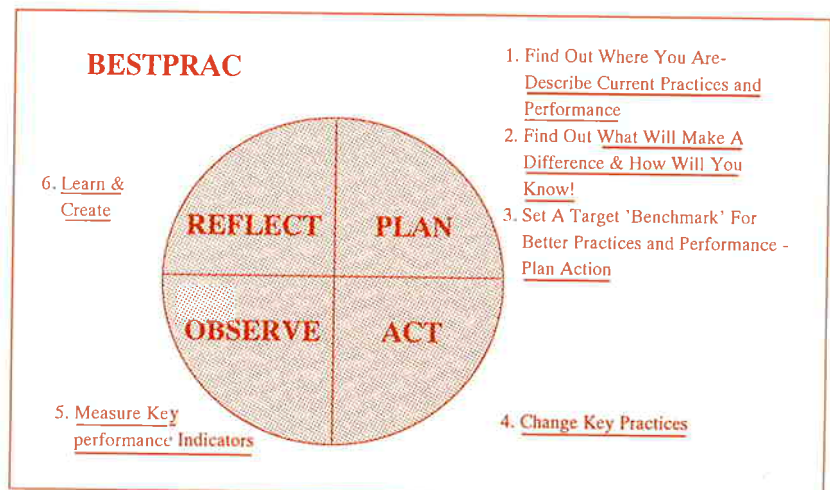 BESTPRAC
1. Find Out Where You Are-
Describe Current Practices and
Performance
2. Find Out What Will Make A
Difference & How Will You
Know!
3. Set A Target 'Benchmark' For
Better Practices and Performance -
Plan Action
6. Learn &
Create
REFLECT
PLAN
OBSERVE
ACT
5. Measure Key
performance Indicators
4. Change Key Practices